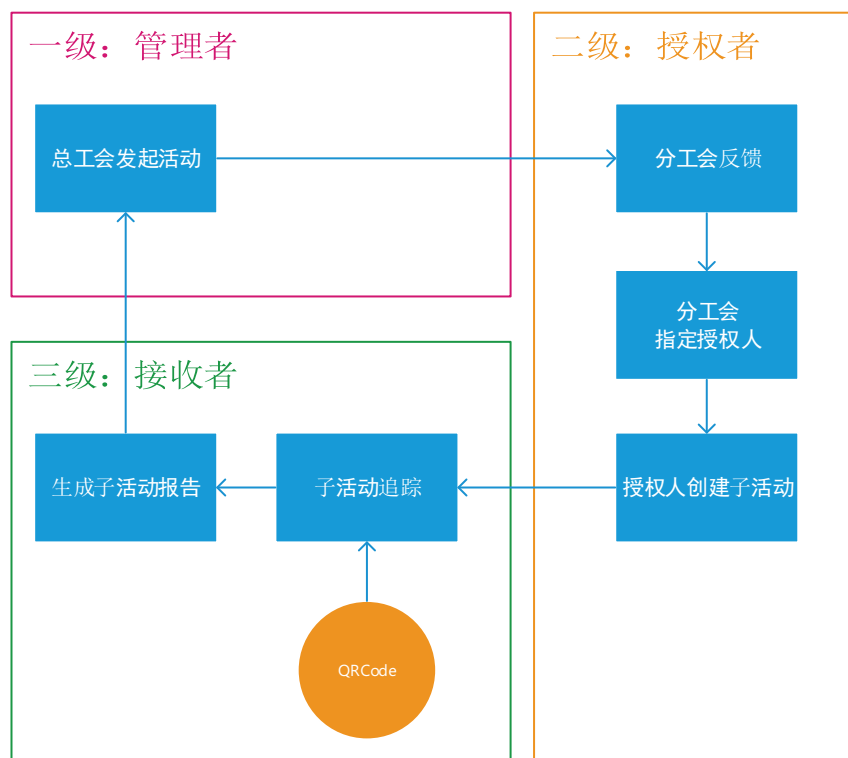 一级：管理者
二级：授权者
总工会发起活动
分工会反馈
分工会
指定授权人
三级：接收者
生成子活动报告
子活动追踪
授权人创建子活动
QRCode